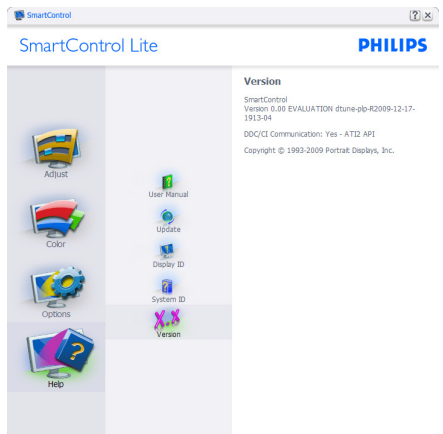 SmartControl
SmartControl Lite
PHILIPS
Adjust
Color
Options
Help
User Manual
Update
Display ID
System ID
X.X
Version
Version
SmartControl
Version 0.00 EVALUATION dtune-plp-R2009-12-17-
1913-04
DDC/CI Communication: Yes - ATI2 API
Copyright © 1993-2009 Portrait Displays, Inc.